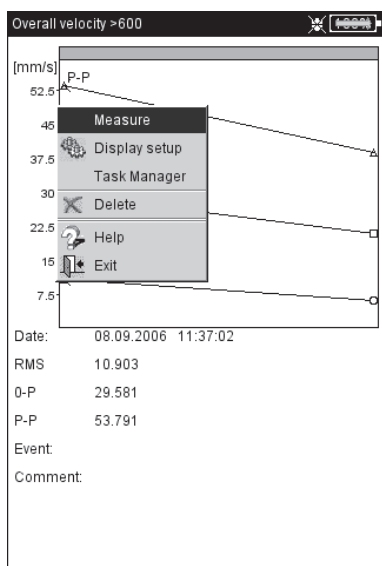 Overall velocity >600
[mm/s]
P-P
52.5
45
37.5
30
22.5
15
7.5
Measure
Display setup
Task Manager
Delete
Help
Exit
Date: 08.09.2006 11:37:02
RMS 10.903
0-P 29.581
P-P 53.791
Event:
Comment: